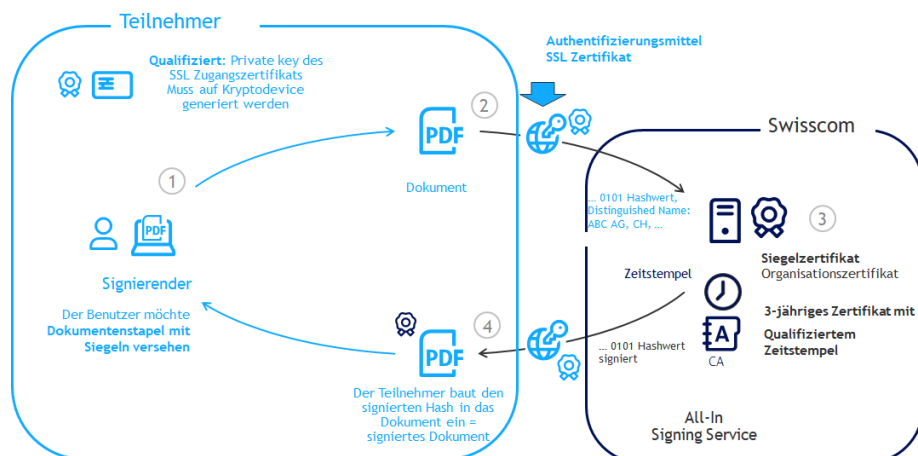 Teilnehmer
Qualifiziert: Private key des
SSL Zugangszertifikats
Muss auf Kryptodevice
generiert werden
Authentifizierungsmittel
SSL Zertifikat
1
PDF
Signierender
Der Benutzer möchte
Dokumentenstapel mit
Siegeln versehen
2
PDF
Dokument
Swisscom
... 0101 Hashwert,
Distinguished Name:
ABC AG, CH, ...
3
Siegelzertifikat
Organisationszertifikat
Zeitstempel
3-jähriges Zertifikat mit
Qualifiziertem
Zeitstempel
A
CA
... 0101 Hashwert
signiert
4
PDF
Der Teilnehmer baut den
signierten Hash in das
Dokument ein =
signiertes Dokument
All-In
Signing Service